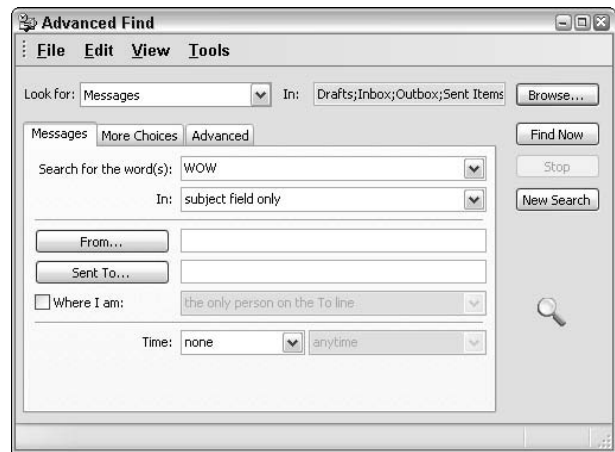 Advanced Find
File Edit View Tools
Look for: Messages In: Drafts;Inbox;Outbox;Sent Items Browse...
Messages More Choices Advanced Find Now
Search for the word(s): WOW Stop
In: subject field only New Search
From...
Sent To...
Where I am: the only person on the To line
Time: none anytime